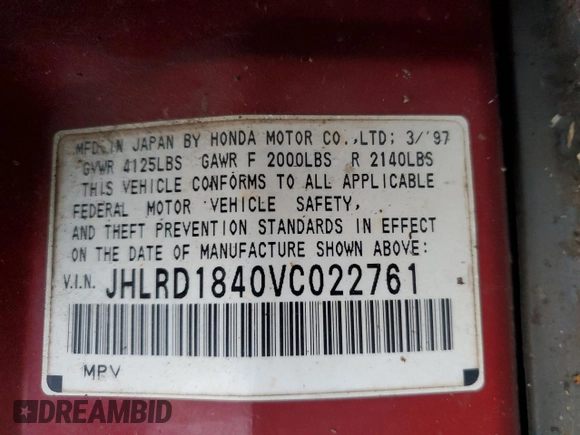 MFD. IN JAPAN BY HONDA MOTOR CO.,LTD; 3/'97
GVWR 4125LBS GAWR F 2000LBS R 2140LBS
THIS VEHICLE CONFORMS TO ALL APPLICABLE
FEDERAL MOTOR VEHICLE SAFETY,
AND THEFT PREVENTION STANDARDS IN EFFECT
ON THE DATE OF MANUFACTURE SHOWN ABOVE:
V.I.N. JHLRD1840VC022761
MPV
DREAMBID